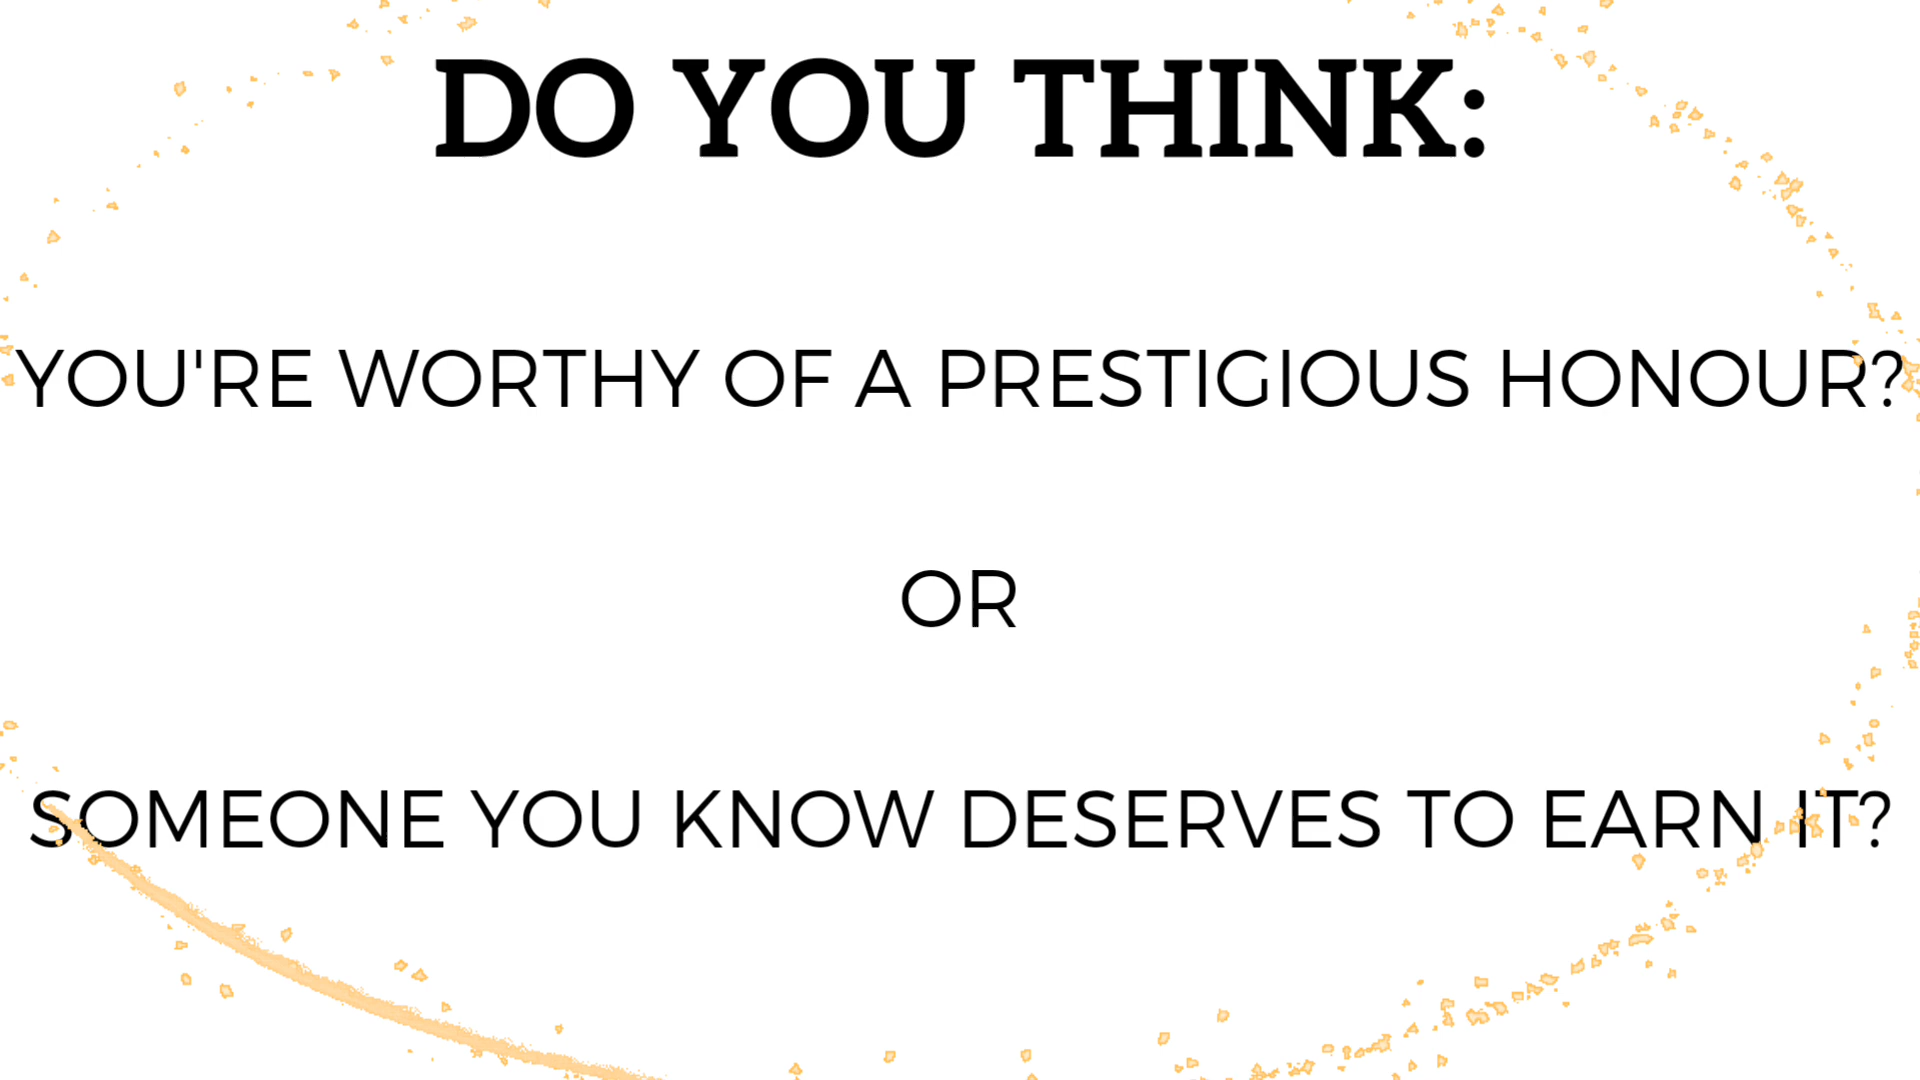 DO YOU THINK:
YOU'RE WORTHY OF A PRESTIGIOUS HONOUR?
OR
SOMEONE YOU KNOW DESERVES TO EARN IT?